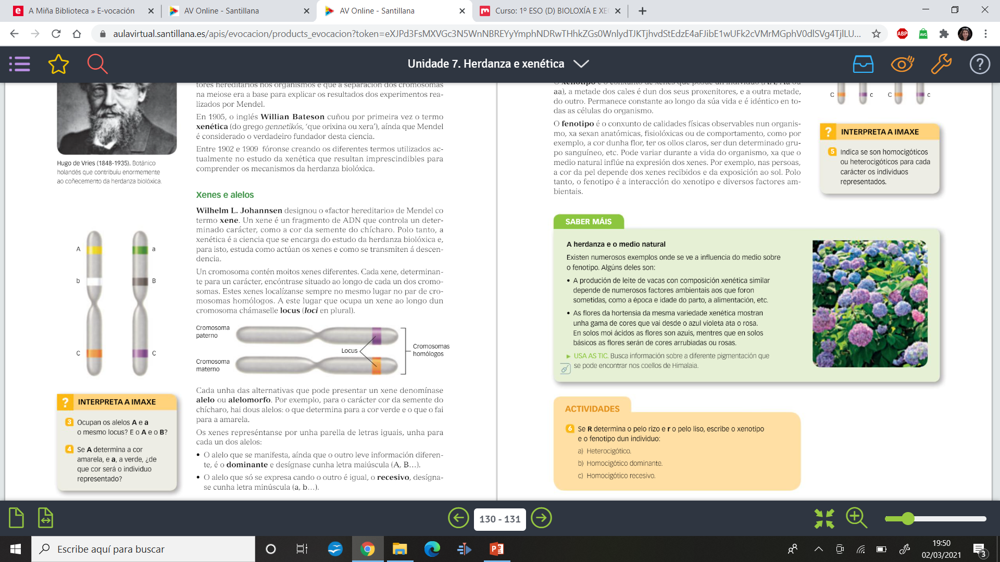 A Miña Biblioteca » E-vocación
AV Online - Santillana
AV Online - Santillana
Curso: 1º ESO (D) BIOLOXÍA E XE
aulavirtual.santillana.es/apis/evocacion/products_evocacion?token=
ABP
AVG
Unidade 7. Herdanza e xenética
?
Hugo de Vries (1848-1935). Botánico
holandés que contribuíu enormemente
ao coñecemento da herdanza biolóxica.
A
a
b
B
C
C
? INTERPRETA A IMAXE
3 Ocupan os alelos A e a
o mesmo locus? E o A e o B?
4 Se A determina a cor
amarela, e a, a verde, ¿de
que cor será o individuo
representado?
tores hereditarios nos organismos e que a separación dos cromosomas
na meiose era a base para explicar os resultados dos experimentos rea-
lizados por Mendel.
En 1905, o inglés Willian Bateson cuñou por primeira vez o termo
xenética (do grego gennetikós, ‘que orixina ou xera’), aínda que Mendel
é considerado o verdadeiro fundador desta ciencia.
Entre 1902 e 1909 fóronse creando os diferentes termos utilizados ac-
tualmente no estudo da xenética que resultan imprescindibles para
comprender os mecanismos da herdanza biolóxica.
Xenes e alelos
Wilhelm L. Johannsen designou o «factor hereditario» de Mendel co
termo xene. Un xene é un fragmento de ADN que controla un deter-
minado carácter, como a cor da semente do chícharo. Polo tanto, a
xenética é a ciencia que se encarga do estudo da herdanza biolóxica e,
para isto, estuda como actúan os xenes e como se transmiten á descen-
dencia.
Un cromosoma contén moitos xenes diferentes. Cada xene, determinan-
te para un carácter, encóntrase situado ao longo de cada un dos cromo-
somas. Estes xenes localízanse sempre no mesmo lugar no par de cro-
mosomas homólogos. A este lugar que ocupa un xene ao longo dun
cromosoma chámaselle locus (loci en plural).
Cromosoma
paterno
Locus
Cromosomas
homólogos
Cromosoma
materno
Cada unha das alternativas que pode presentar un xene denomínase
alelo ou alelomorfo. Por exemplo, para o carácter cor da semente do
chícharo, hai dous alelos: o que determina para a cor verde e o que o fai
para a amarela.
Os xenes represéntanse por unha parella de letras iguais, unha para
cada un dos alelos:
• O alelo que se manifesta, aínda que o outro leve información diferen-
te, é o dominante e desígnase cunha letra maiúscula (A, B...).
• O alelo que só se expresa cando o outro é igual, o recesivo, desígna-
se cunha letra minúscula (a, b...).
O xenotipo é o conxunto de xenes que posúe un individuo (AA, Aa ou
aa), a metade dos cales é dun dos seus proxenitores, e a outra metade,
do outro. Permanece constante ao longo da súa vida e é idéntico en to-
das as células do organismo.
O fenotipo é o conxunto de calidades físicas observables nun organis-
mo, xa sexan anatómicas, fisiolóxicas ou de comportamento, como por
exemplo, a cor dunha flor, ter os ollos claros, ser dun determinado gru-
po sanguíneo, etc. Pode variar durante a vida do organismo, xa que o
medio natural inflúe na expresión dos xenes. Por exemplo, nas persoas,
a cor da pel depende dos xenes recibidos e da exposición ao sol. Polo
tanto, o fenotipo é a interacción do xenotipo e diversos factores am-
bientais.
C c C c
? INTERPRETA A IMAXE
5 Indica se son homocigóticos
ou heterocigóticos para cada
carácter os individuos
representados.
SABER MÁIS
A herdanza e o medio natural
Existen numerosos exemplos onde se ve a influencia do medio sobre
o fenotipo. Algúns deles son:
• A produción de leite de vacas con composición xenética similar
depende de numerosos factores ambientais aos que foron
sometidas, como a época e idade do parto, a alimentación, etc.
• As flores da hortensia da mesma variedade xenética mostran
unha gama de cores que vai desde o azul violeta ata o rosa.
En solos moi ácidos as flores son azuis, mentres que en solos
básicos as flores serán de cores arrubiadas ou rosas.
► USA AS TIC. Busca información sobre a diferente pigmentación que
se pode encontrar nos coellos de Himalaia.
ACTIVIDADES
6 Se R determina o pelo rizo e r o pelo liso, escribe o xenotipo
e o fenotipo dun individuo:
a) Heterocigótico.
b) Homocigótico dominante.
c) Homocigótico recesivo.
130 - 131
Escribe aquí para buscar
19:50
02/03/2021
3